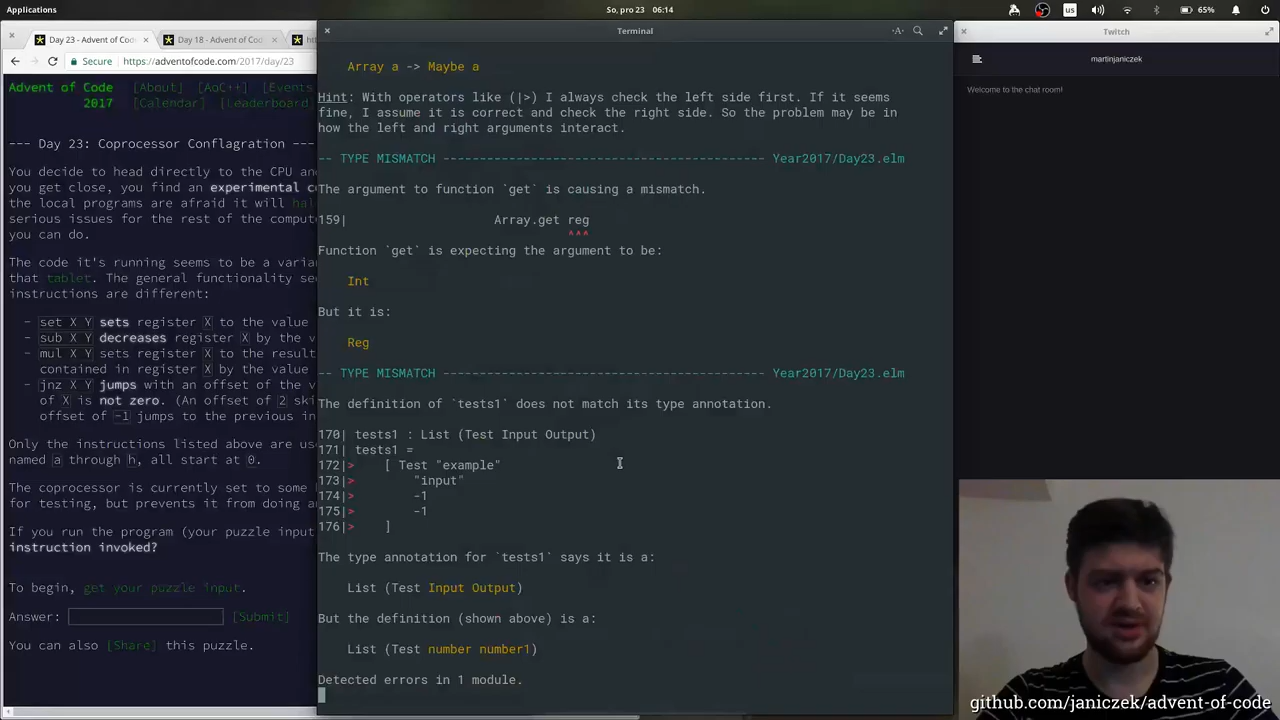 Applications
So, pro 23 06:14
us
65%
Day 23 - Advent of Code
Day 18 - Advent of Code
Terminal
Twitch
Secure
https://adventofcode.com/2017/day/23
martinjaniczek
Welcome to the chat room!
Advent of Code
[About]
[AoC++]
[Events
2017
[Calendar]
[Leaderboard
--- Day 23: Coprocessor Conflagration ---
You decide to head directly to the CPU and
you get close, you find an experimental
the local programs are afraid it will
serious issues for the rest of the
you can do.
The code it's running seems to be a
that tablet. The general functionality
instructions are different:
- set X Y sets register X to the value
- sub X Y decreases register X by the
- mul X Y sets register X to the
contained in register X by the value
- jnz X Y jumps with an offset of the
of X is not zero. (An offset of 2
offset of -1 jumps to the previous
Only the instructions listed above are
named a through h, all start at 0.
The coprocessor is currently set to some
for testing, but prevents it from doing
If you run the program (your puzzle
instruction invoked?
To begin, get your puzzle input.
Answer:
[Submit]
You can also [Share] this puzzle.
Array a -> Maybe a
Hint: With operators like (|>) I always check the left side first. If it seems
fine, I assume it is correct and check the right side. So the problem may be in
how the left and right arguments interact.
-- TYPE MISMATCH ------------------------------------------- Year2017/Day23.elm
The argument to function `get` is causing a mismatch.
159| Array.get reg
^^^
Function `get` is expecting the argument to be:
Int
But it is:
Reg
-- TYPE MISMATCH ------------------------------------------- Year2017/Day23.elm
The definition of `tests1` does not match its type annotation.
170| tests1 : List (Test Input Output)
171| tests1 =
172|> [ Test "example"
173|> "input"
174|> -1
175|> -1
176|> ]
The type annotation for `tests1` says it is a:
List (Test Input Output)
But the definition (shown above) is a:
List (Test number number1)
Detected errors in 1 module.
github.com/janiczek/advent-of-code